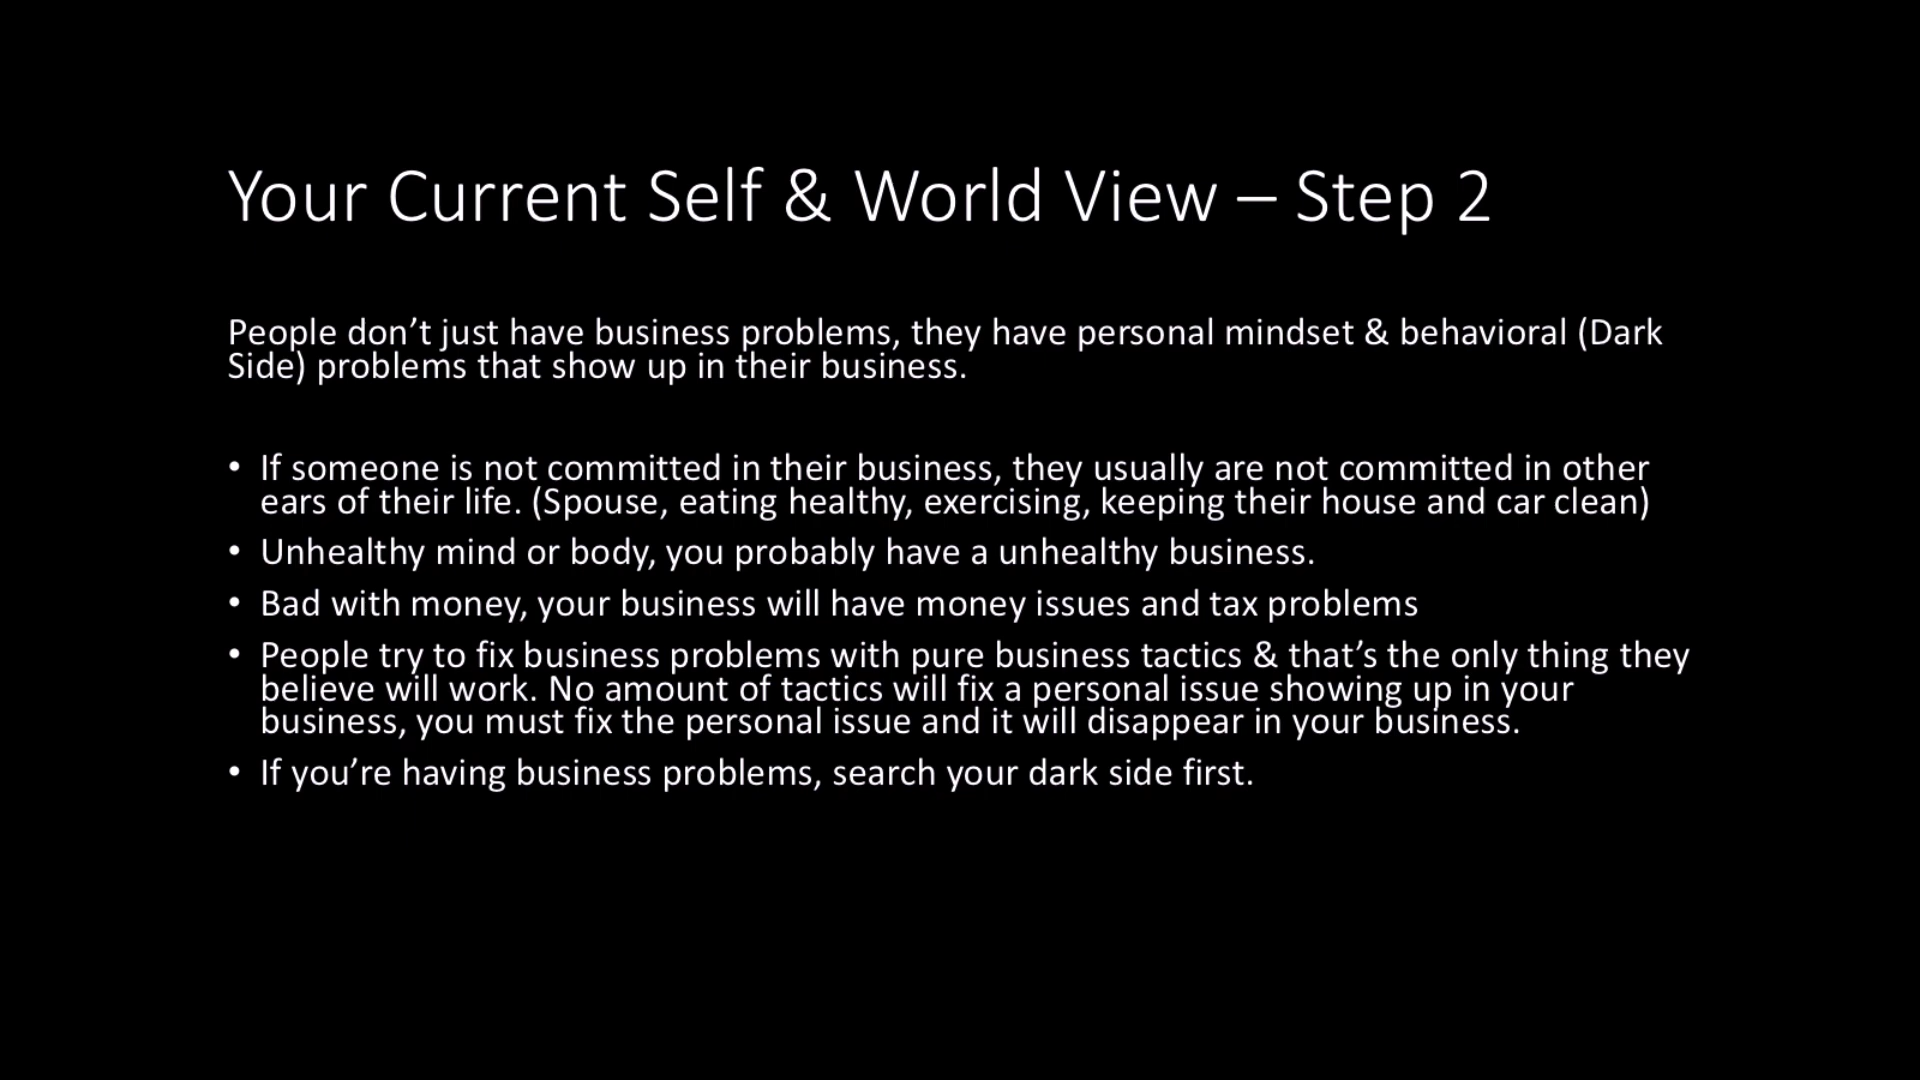 Your Current Self & World View – Step 2
People don’t just have business problems, they have personal mindset & behavioral (Dark
Side) problems that show up in their business.
• If someone is not committed in their business, they usually are not committed in other
ears of their life. (Spouse, eating healthy, exercising, keeping their house and car clean)
• Unhealthy mind or body, you probably have a unhealthy business.
• Bad with money, your business will have money issues and tax problems
• People try to fix business problems with pure business tactics & that’s the only thing they
believe will work. No amount of tactics will fix a personal issue showing up in your
business, you must fix the personal issue and it will disappear in your business.
• If you’re having business problems, search your dark side first.